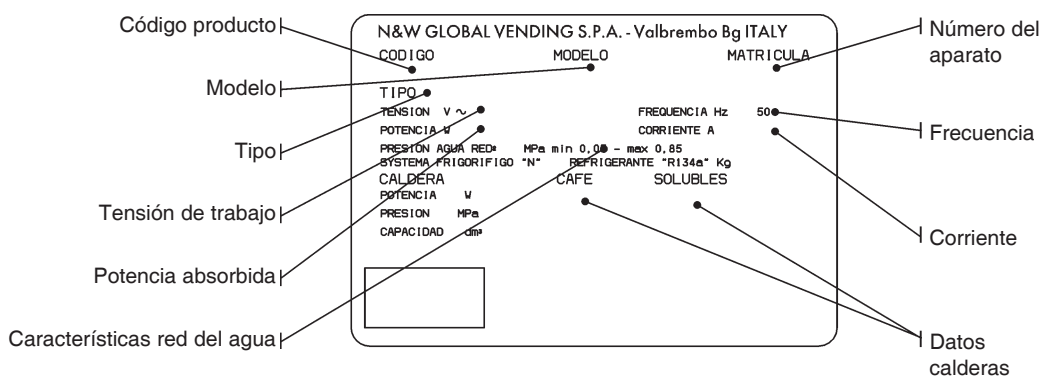 Código producto
Modelo
Tipo
Tensión de trabajo
Potencia absorbida
Características red del agua
N&W GLOBAL VENDING S.P.A. - Valbrembo Bg ITALY
CODIGO MODELO MATRICULA
TIPO
TENSION V ~ FREQUENCIA Hz 50
POTENCIA W CORRIENTE A
PRESION AGUA RED: MPa min - max 0,85
SYSTEMA FRIGORIFIGO "N" REFRIGERANTE "R134a" Kg
CALDERA CAFE SOLUBLES
POTENCIA W
PRESION MPa
CAPACIDAD dm³
Número del
aparato
Frecuencia
Corriente
Datos
calderas